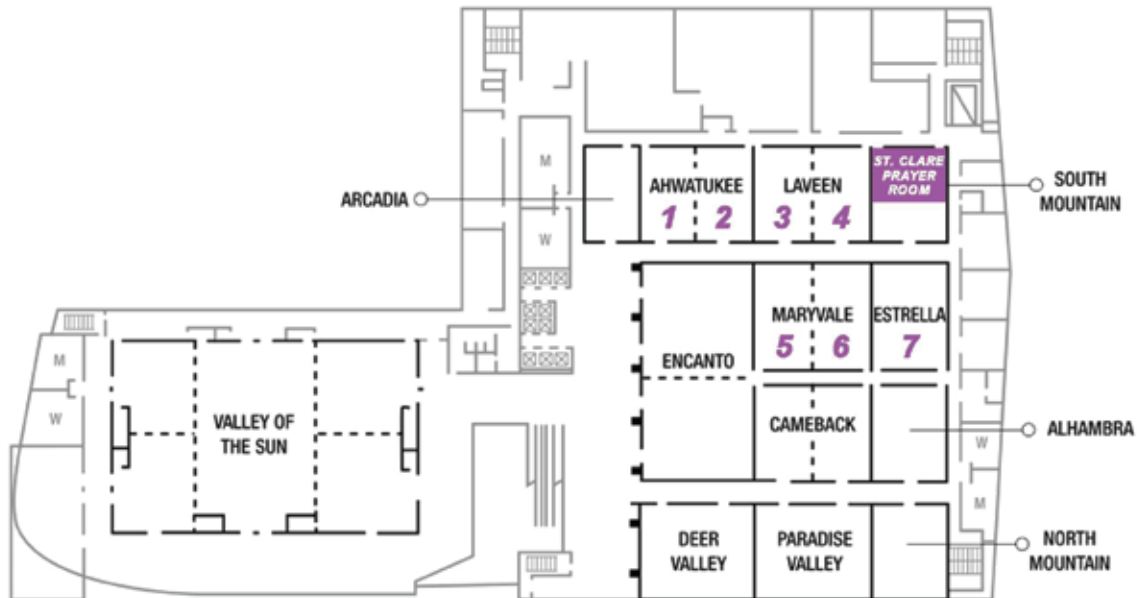 M
ARCADIA
AHWATUKEE
1
2
LAVEEN
3
4
ST. CLARE
PRAYER
ROOM
SOUTH
MOUNTAIN
W
MARYVALE
5
6
ESTRELLA
7
ENCANTO
M
W
VALLEY OF
THE SUN
CAMEBACK
ALHAMBRA
W
M
DEER
VALLEY
PARADISE
VALLEY
NORTH
MOUNTAIN